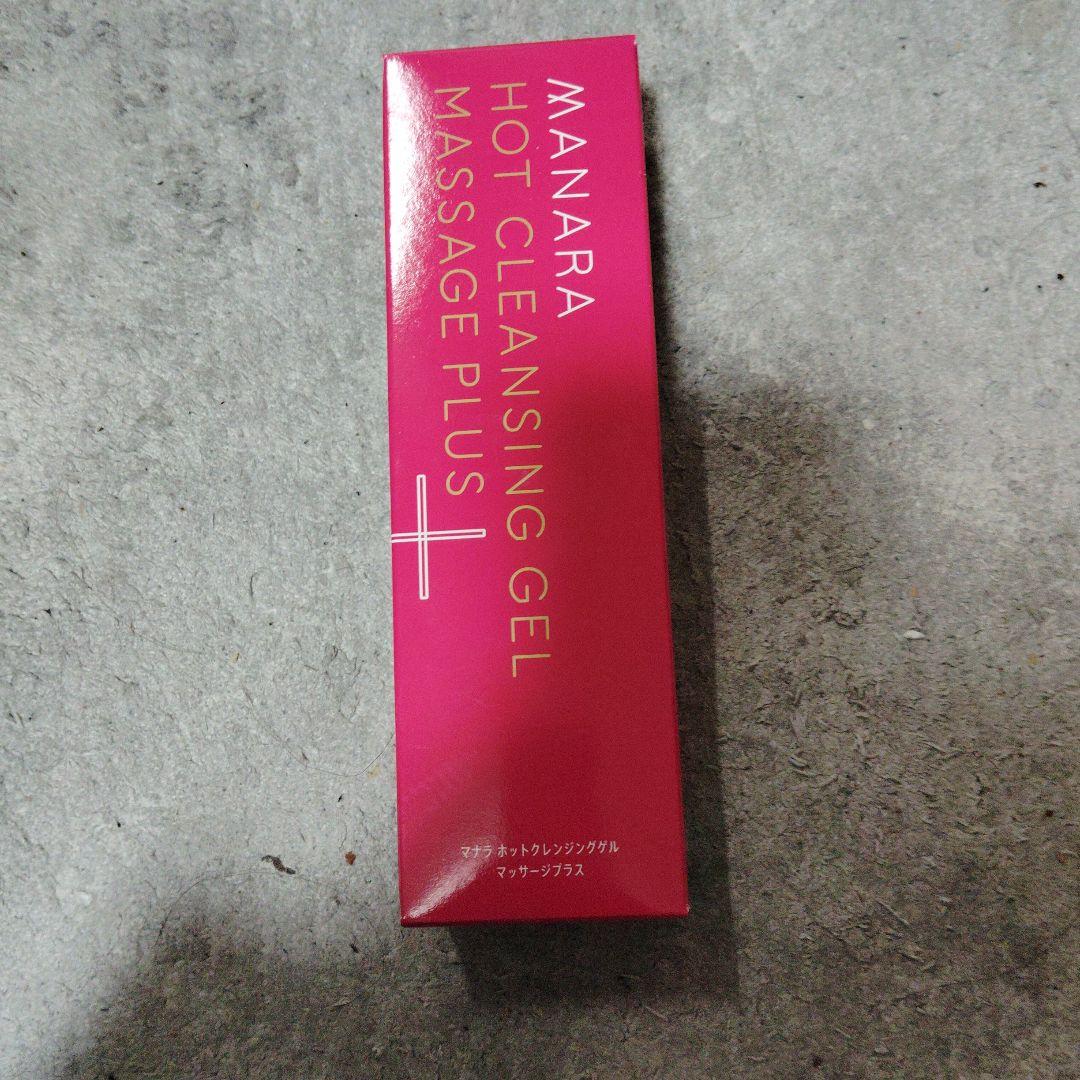 MANARA
HOT CLEANSING GEL
MASSAGE PLUS
マナラ ホットクレンジングゲル
マッサージプラス